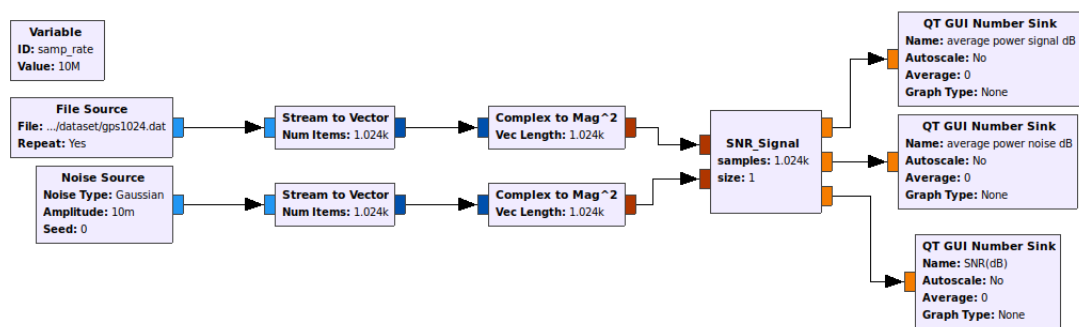 Variable
ID: samp_rate
Value: 10M
File Source
File: .../dataset/gps1024.dat
Repeat: Yes
Noise Source
Noise Type: Gaussian
Amplitude: 10m
Seed: 0
Stream to Vector
Num Items: 1.024k
Stream to Vector
Num Items: 1.024k
Complex to Mag^2
Vec Length: 1.024k
Complex to Mag^2
Vec Length: 1.024k
SNR_Signal
samples: 1.024k
size: 1
QT GUI Number Sink
Name: average power signal dB
Autoscale: No
Average: 0
Graph Type: None
QT GUI Number Sink
Name: average power noise dB
Autoscale: No
Average: 0
Graph Type: None
QT GUI Number Sink
Name: SNR(dB)
Autoscale: No
Average: 0
Graph Type: None